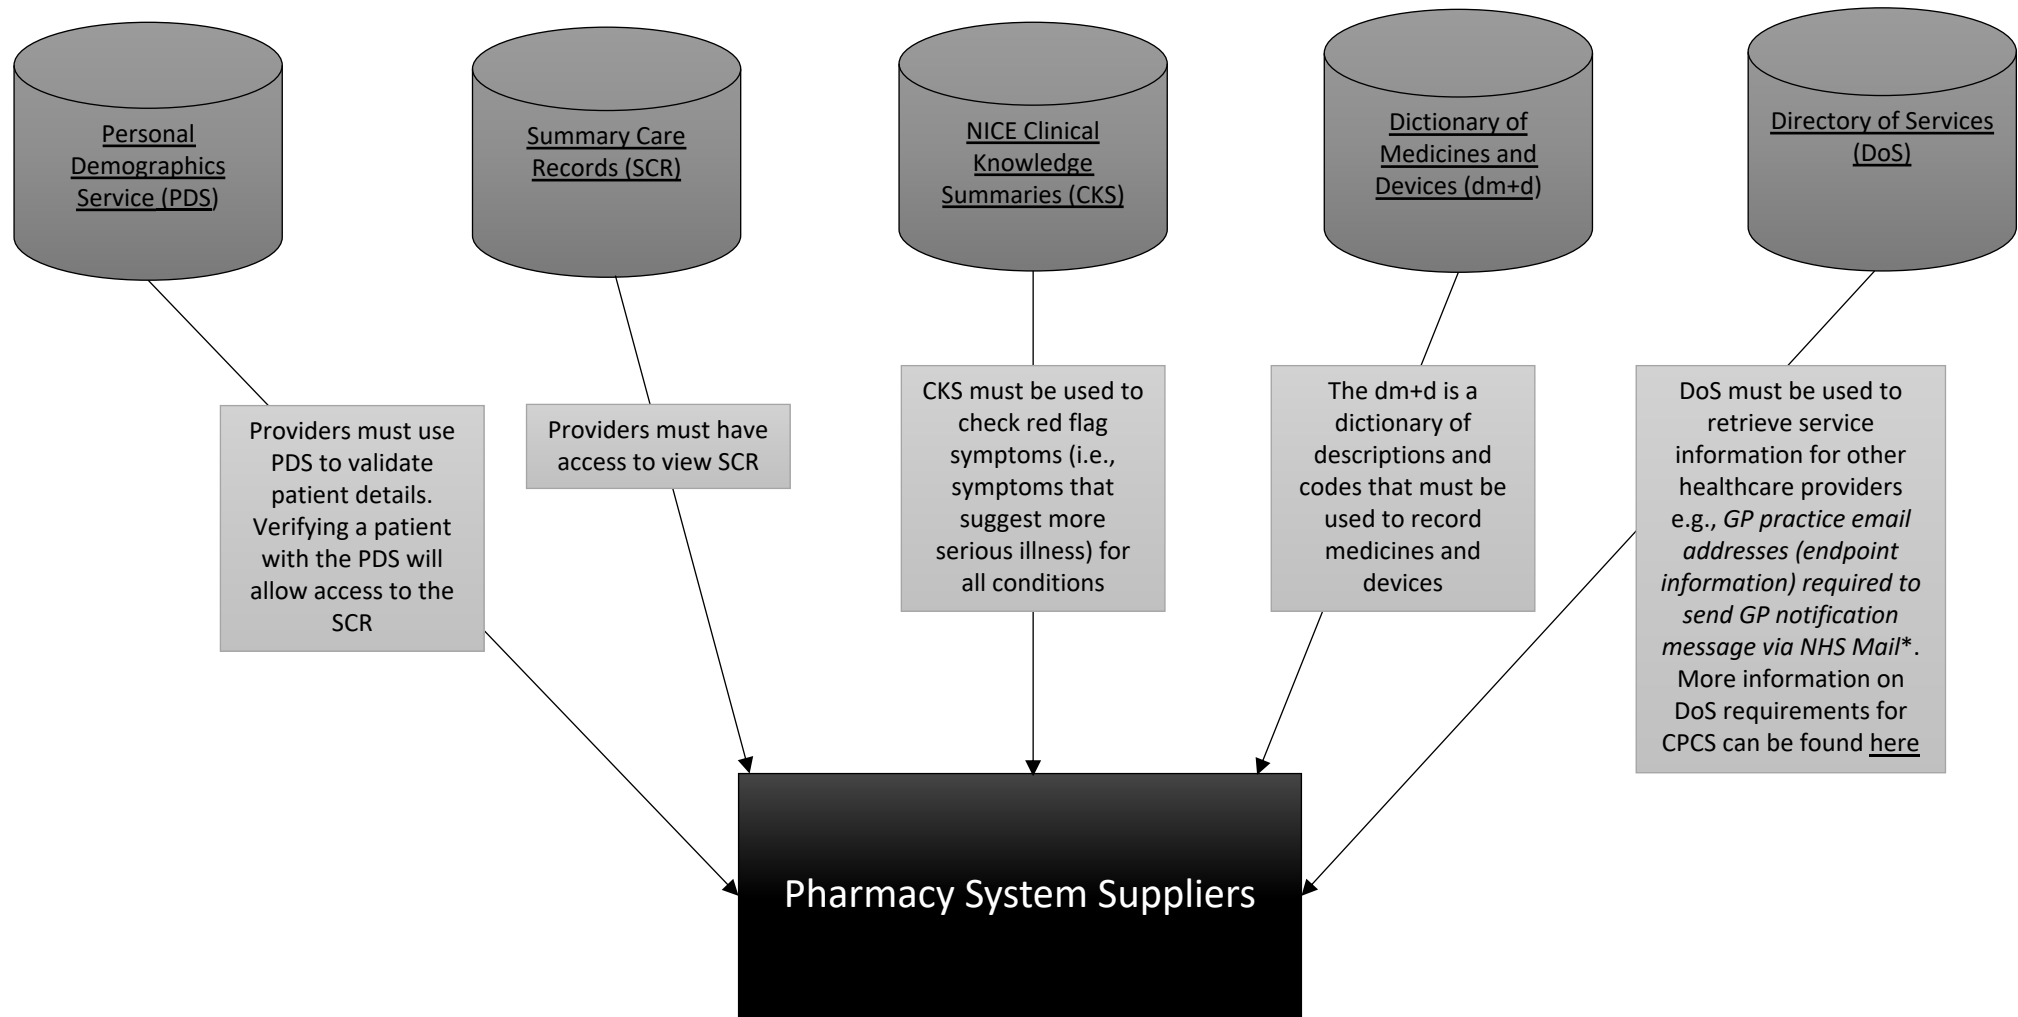 Personal
Demographics
Service (PDS)
Summary Care
Records (SCR)
NICE Clinical
Knowledge
Summaries (CKS)
Dictionary of
Medicines and
Devices (dm+d)
Directory of Services
(DoS)
Providers must use
PDS to validate
patient details.
Verifying a patient
with the PDS will
allow access to the
SCR
Providers must have
access to view SCR
CKS must be used to
check red flag
symptoms (i.e.,
symptoms that
suggest more
serious illness) for
all conditions
The dm+d is a
dictionary of
descriptions and
codes that must be
used to record
medicines and
devices
DoS must be used to
retrieve service
information for other
healthcare providers
e.g., GP practice email
addresses (endpoint
information) required to
send GP notification
message via NHS Mail*.
More information on
DoS requirements for
CPCS can be found here
Pharmacy System Suppliers